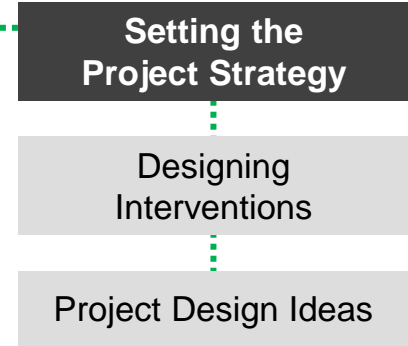 Setting the
Project Strategy
Designing
Interventions
Project Design Ideas